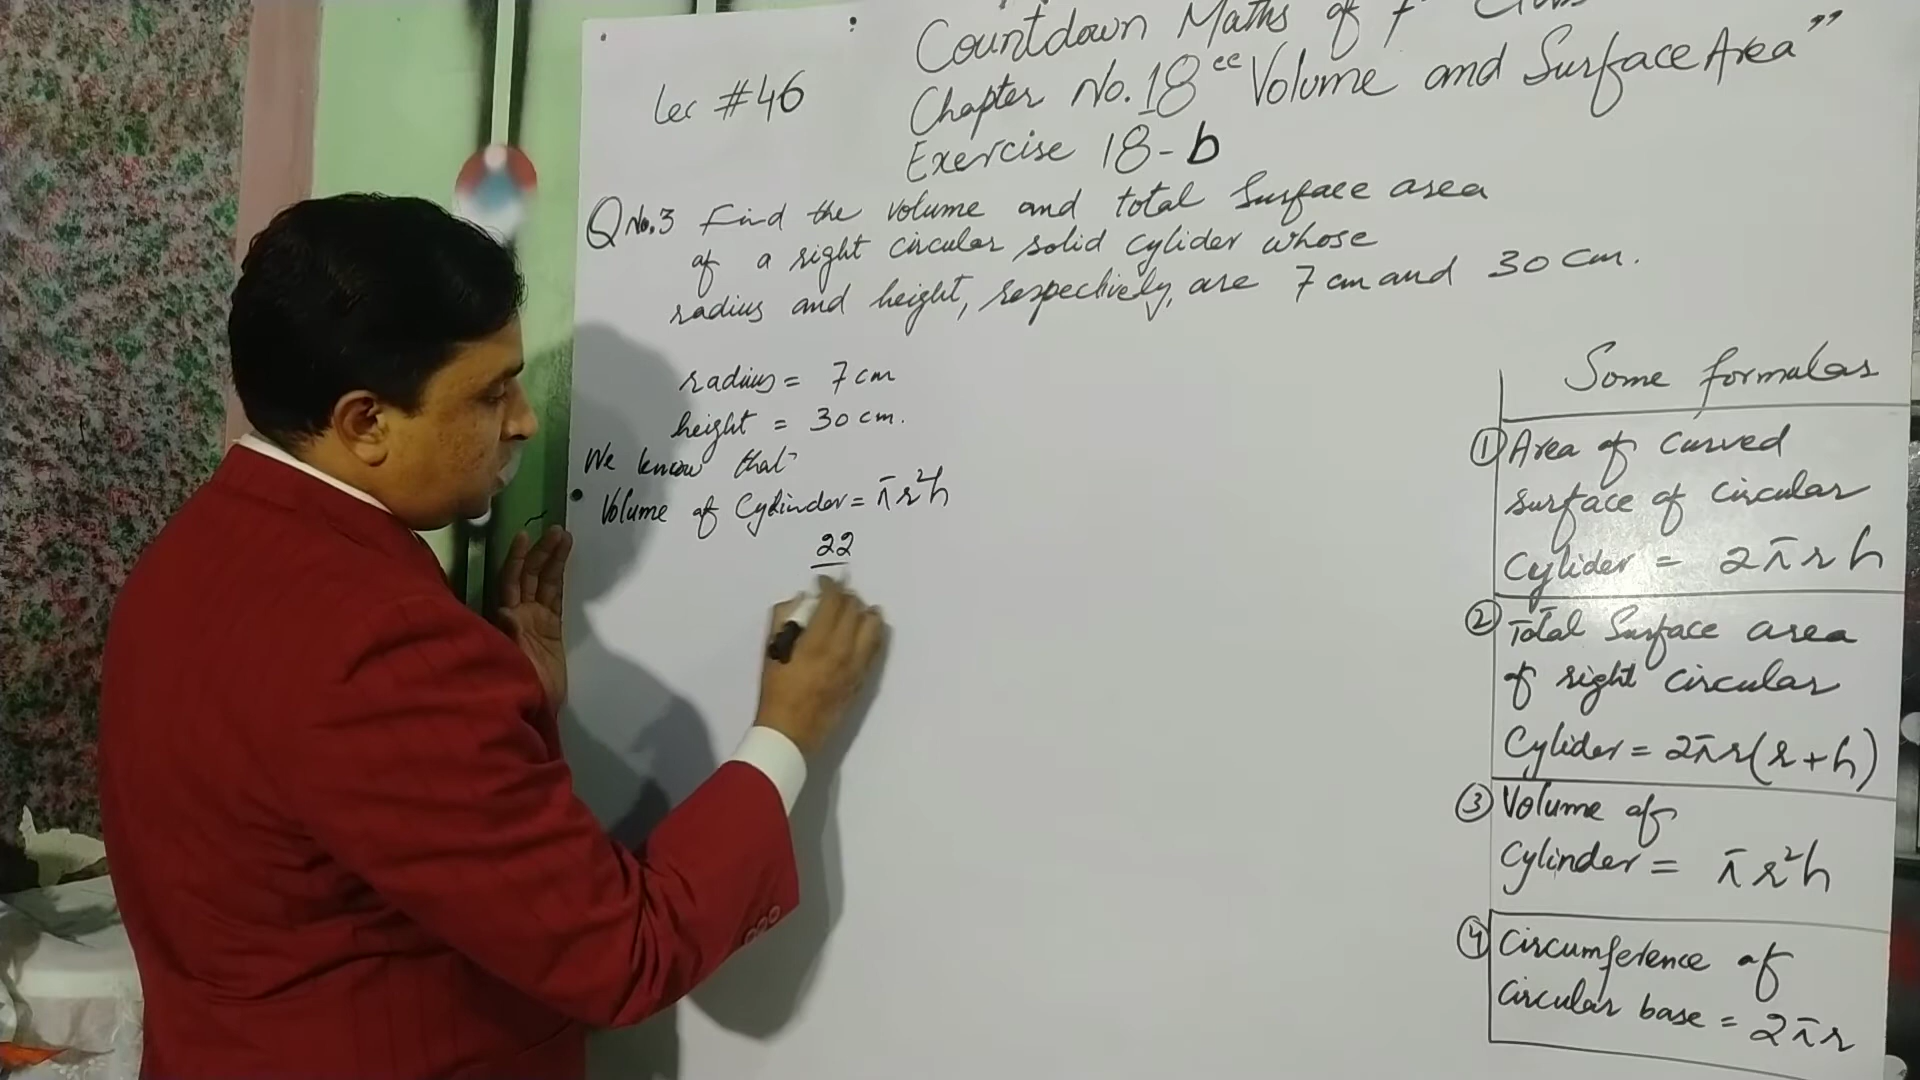 Countdown Maths of 7
Lec #46
Chapter No. 18 "Volume and Surface Area"
Exercise 18-b
Q No.3 Find the volume and total Surface area
of a right circular solid cylider whose
radius and height, respectively, are 7 cm and 30 cm.
radius = 7 cm
height = 30 cm.
We know that
Volume of Cylinder = πr²h
22
Some formulas
① Area of curved
surface of circular
Cylider = 2πrh
② Total Surface area
of right circular
Cylider = 2πr(r+h)
③ Volume of
Cylinder = πr²h
④ Circumference of
Circular base = 2πr